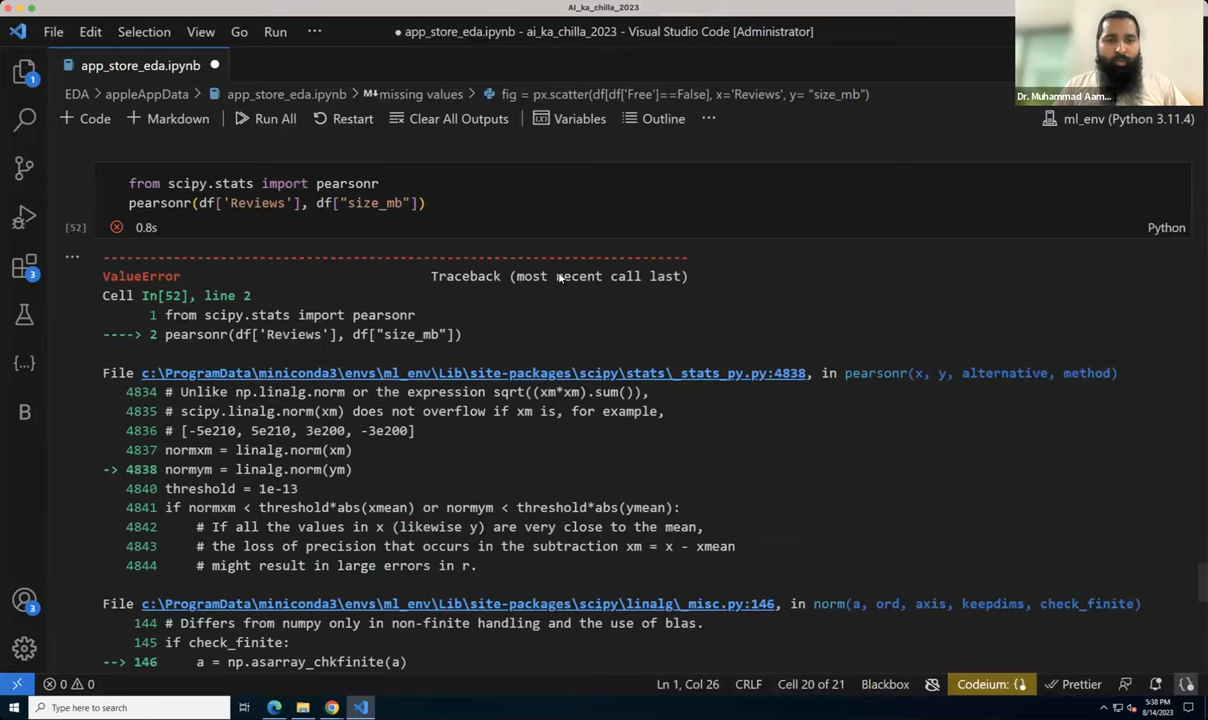 AI_ka_chilla_2023
File Edit Selection View Go Run ··· ● app_store_eda.ipynb - ai_ka_chilla_2023 - Visual Studio Code [Administrator]
app_store_eda.ipynb ●
EDA > appleAppData > app_store_eda.ipynb > M↓missing values > fig = px.scatter(df[df['Free']==False], x='Reviews', y= "size_mb")
+ Code + Markdown Run All Restart Clear All Outputs Variables Outline ··· ml_env (Python 3.11.4)
Dr. Muhammad Aam...
from scipy.stats import pearsonr
pearsonr(df['Reviews'], df["size_mb"])
[52] 0.8s Python
---------------------------------------------------------------------------
ValueError Traceback (most recent call last)
Cell In[52], line 2
1 from scipy.stats import pearsonr
----> 2 pearsonr(df['Reviews'], df["size_mb"])
File c:\ProgramData\miniconda3\envs\ml_env\Lib\site-packages\scipy\stats\_stats_py.py:4838, in pearsonr(x, y, alternative, method)
4834 # Unlike np.linalg.norm or the expression sqrt((xm*xm).sum()),
4835 # scipy.linalg.norm(xm) does not overflow if xm is, for example,
4836 # [-5e210, 5e210, 3e200, -3e200]
4837 normxm = linalg.norm(xm)
-> 4838 normym = linalg.norm(ym)
4840 threshold = 1e-13
4841 if normxm < threshold*abs(xmean) or normym < threshold*abs(ymean):
4842 # If all the values in x (likewise y) are very close to the mean,
4843 # the loss of precision that occurs in the subtraction xm = x - xmean
4844 # might result in large errors in r.
File c:\ProgramData\miniconda3\envs\ml_env\Lib\site-packages\scipy\linalg\_misc.py:146, in norm(a, ord, axis, keepdims, check_finite)
144 # Differs from numpy only in non-finite handling and the use of blas.
145 if check_finite:
--> 146 a = np.asarray_chkfinite(a)
1
3
{...}
B
3
0 0 Ln 1, Col 26 CRLF Cell 20 of 21 Blackbox Codeium: {} Prettier
Type here to search 5:38 PM
8/14/2023